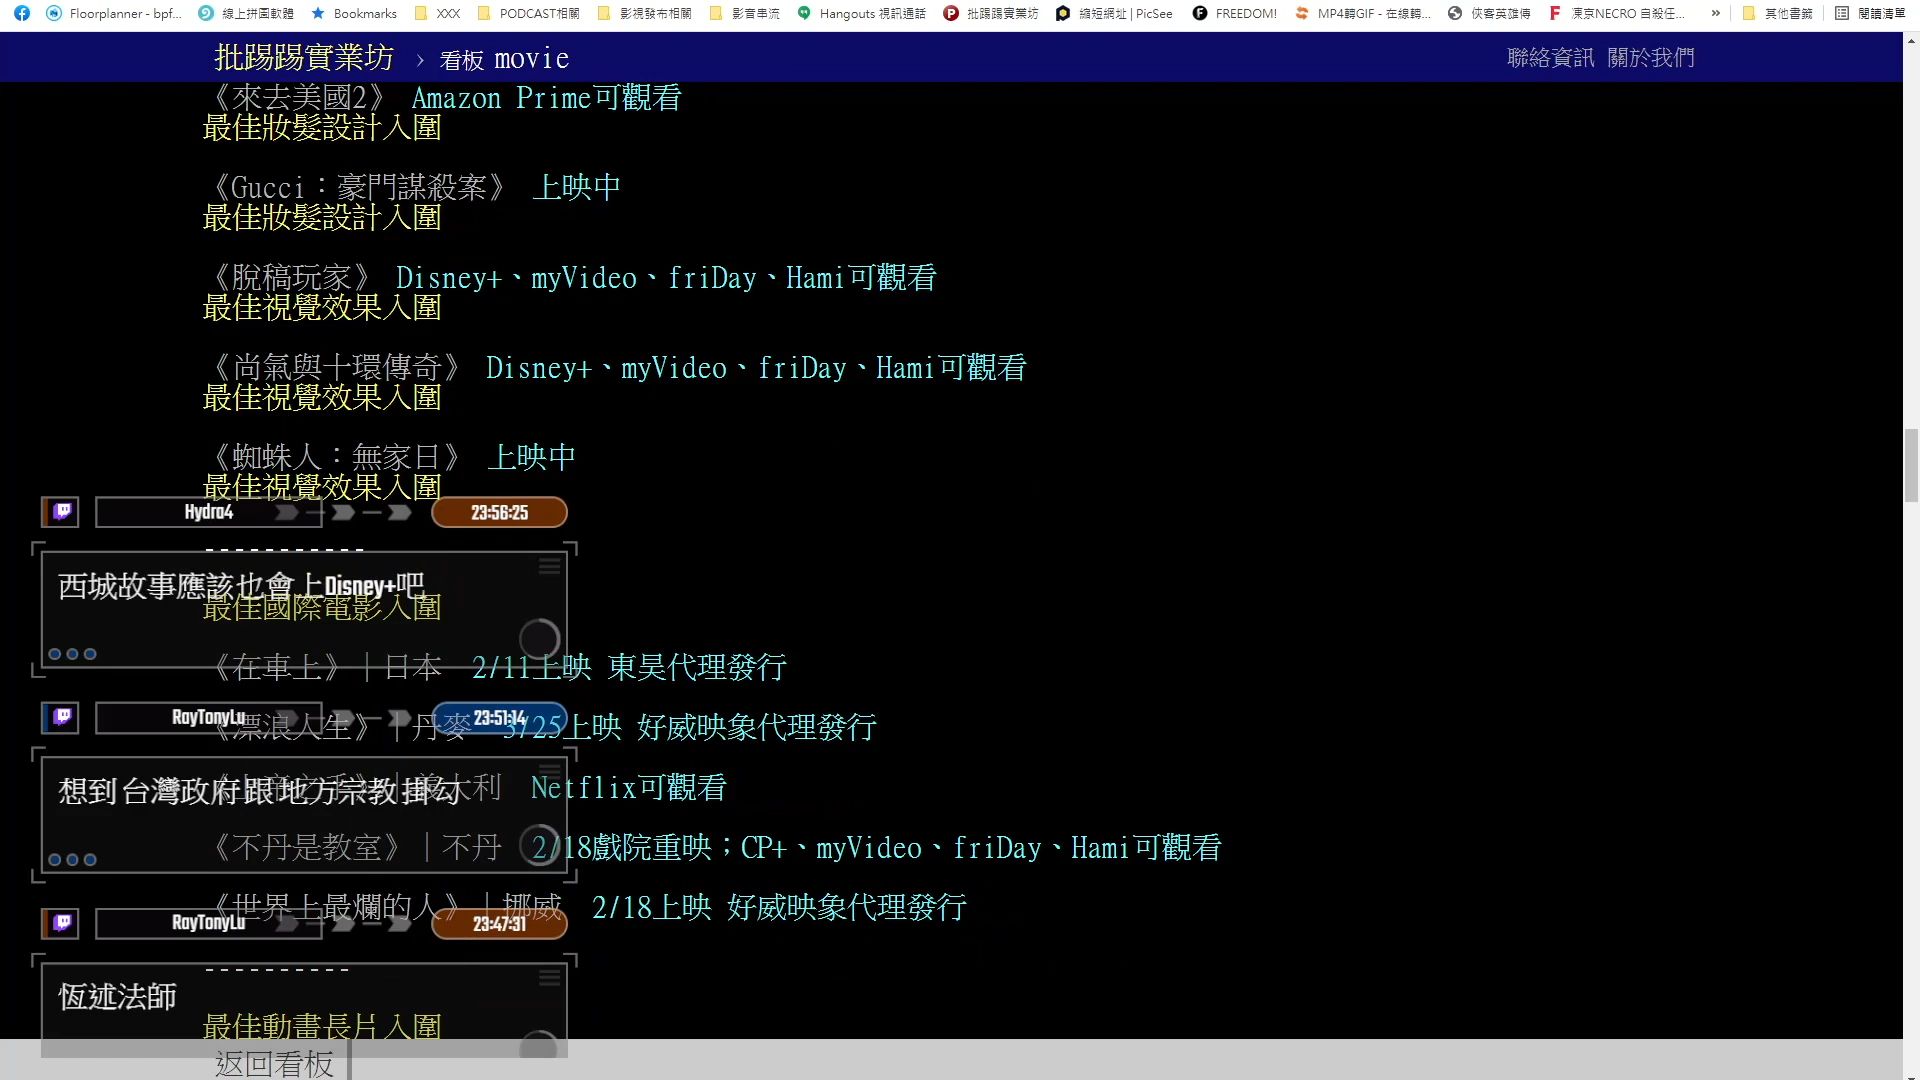 Floorplanner - bpf...
線上拼圖軟體
Bookmarks
XXX
PODCAST相關
影視發布相關
影音串流
Hangouts 視訊通話
批踢踢實業坊
縮短網址 | PicSee
FREEDOM!
MP4轉GIF - 在線轉...
俠客英雄傳
凍京NECRO 自殺任...
»
其他書籤
閱讀清單
批踢踢實業坊 › 看板 movie
聯絡資訊 關於我們
《來去美國2》 Amazon Prime可觀看
最佳妝髮設計入圍
《Gucci：豪門謀殺案》 上映中
最佳妝髮設計入圍
《脫稿玩家》 Disney+、myVideo、friDay、Hami可觀看
最佳視覺效果入圍
《尚氣與十環傳奇》 Disney+、myVideo、friDay、Hami可觀看
最佳視覺效果入圍
《蜘蛛人：無家日》 上映中
最佳視覺效果入圍
Hydra4
23:56:25
-----------
西城故事應該也會上Disney+吧
最佳國際電影入圍
《在車上》｜日本 2/11上映 東昊代理發行
RayTonyLu
23:51:14
《漂浪人生》｜丹麥 3/25上映 好威映象代理發行
想到台灣政府跟地方宗教掛勾
《上帝之手》｜義大利 Netflix可觀看
《不丹是教室》｜不丹 2/18戲院重映；CP+、myVideo、friDay、Hami可觀看
《世界上最爛的人》｜挪威 2/18上映 好威映象代理發行
RayTonyLu
23:47:31
----------
恆述法師
最佳動畫長片入圍
返回看板